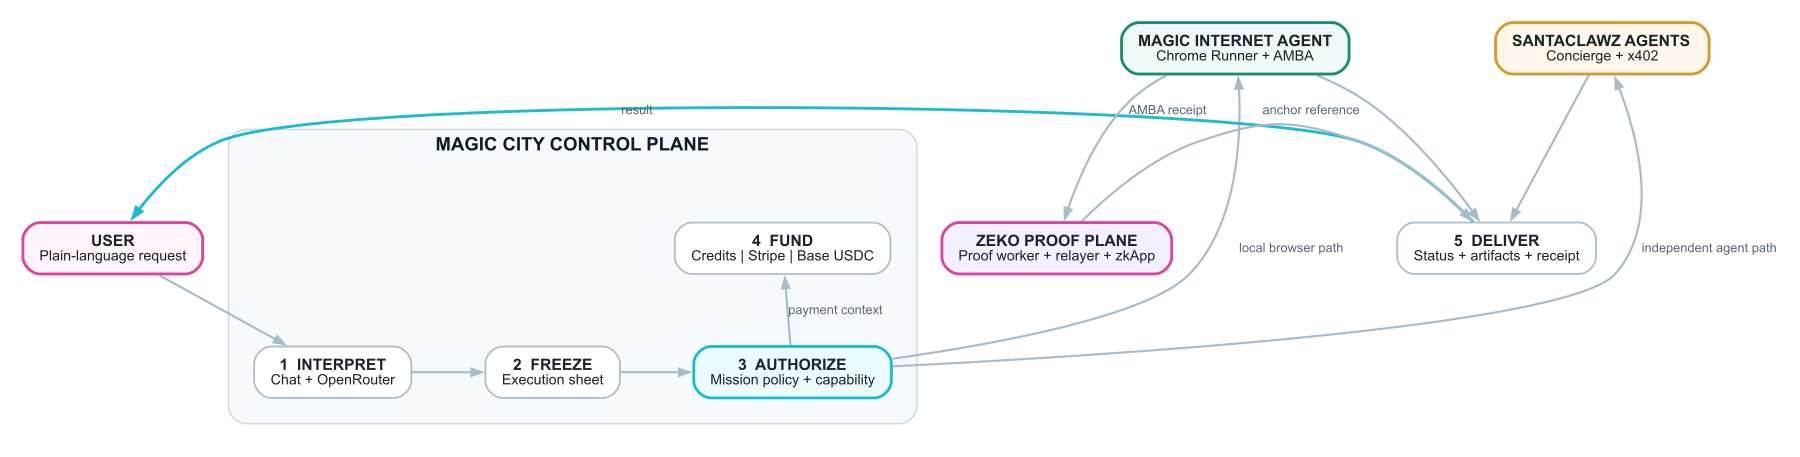 MAGIC INTERNET AGENT
Chrome Runner + AMBA
SANTACLAWZ AGENTS
Concierge + x402
result
AMBA receipt
anchor reference
MAGIC CITY CONTROL PLANE
USER
Plain-language request
4 FUND
Credits | Stripe | Base USDC
ZEKO PROOF PLANE
Proof worker + relayer + zkApp
local browser path
5 DELIVER
Status + artifacts + receipt
independent agent path
payment context
1 INTERPRET
Chat + OpenRouter
2 FREEZE
Execution sheet
3 AUTHORIZE
Mission policy + capability